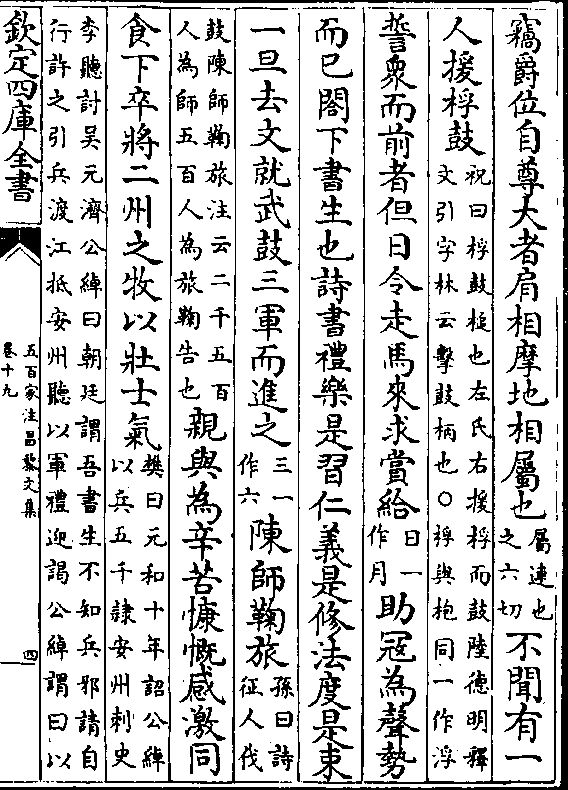 竊爵位自尊大者肩相摩地相屬也屬連也之六切不聞有一
人援桴鼓祝曰桴鼓槌也左氏右援桴而鼓陸德明釋文引字林云擊鼓柄也○桴與抱同一作浮
誓衆而前者但日令走馬來求賞給日一作月助冦為聲勢
而已閣下書生也詩書禮樂是習仁義是脩法度是束
一旦去文就武鼓三軍而進之三一作六陳師鞠旅孫曰詩征人伐
鼓陳師鞠旅注云二千五百人為師五百人為旅鞠告也親與為辛苦慷慨感激同
食下卒將二州之牧以壯士氣樊曰元和十年詔公綽以兵五千隸安州刺史
李聽討吳元濟公綽曰朝廷謂吾書生不知兵邪請自
行許之引兵渡江抵安州聽以軍禮迎謁公綽謂曰以
欽定四庫全書
五百家注昌黎文集
卷十九
四